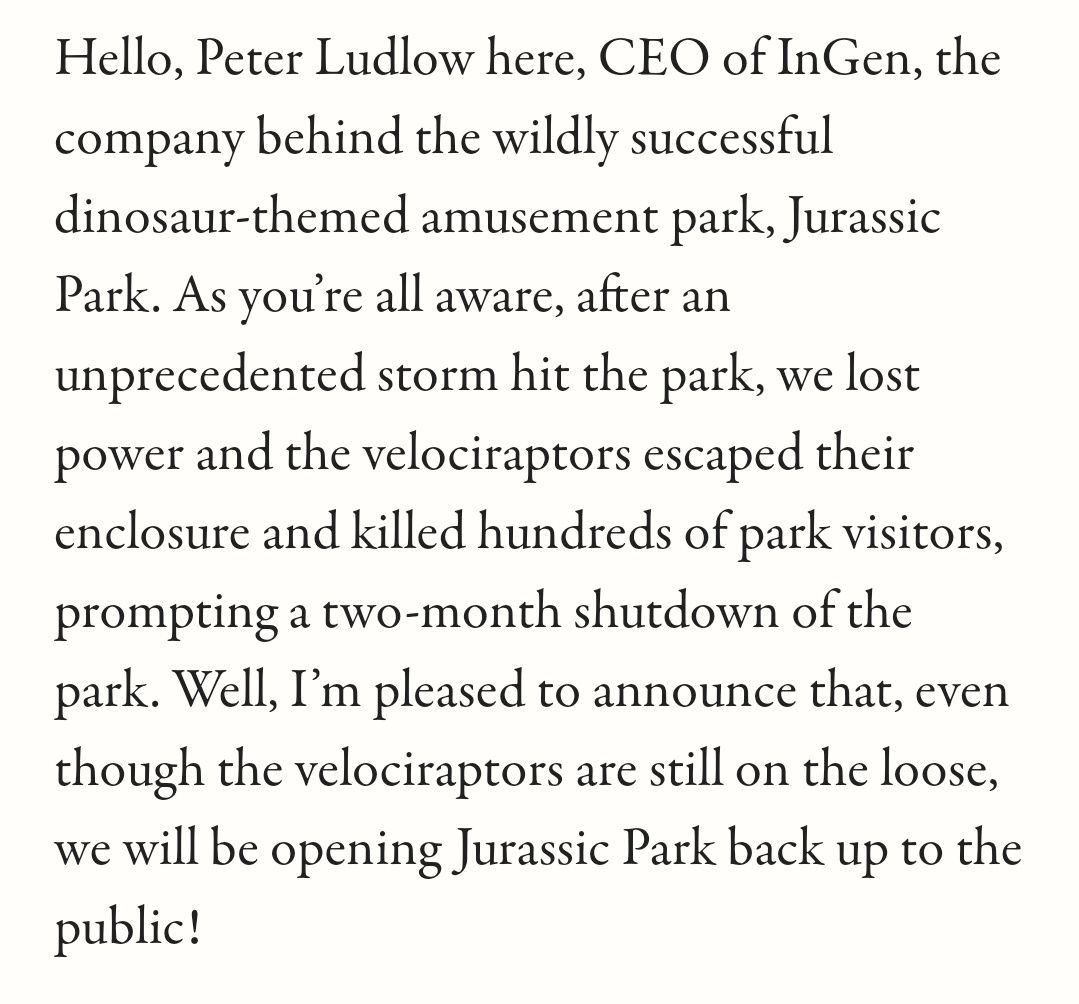 Hello, Peter Ludlow here, CEO of InGen, the
company behind the wildly successful
dinosaur-themed amusement park, Jurassic
Park. As you’re all aware, after an
unprecedented storm hit the park, we lost
power and the velociraptors escaped their
enclosure and killed hundreds of park visitors,
prompting a two-month shutdown of the
park. Well, I’m pleased to announce that, even
though the velociraptors are still on the loose,
we will be opening Jurassic Park back up to the
public!